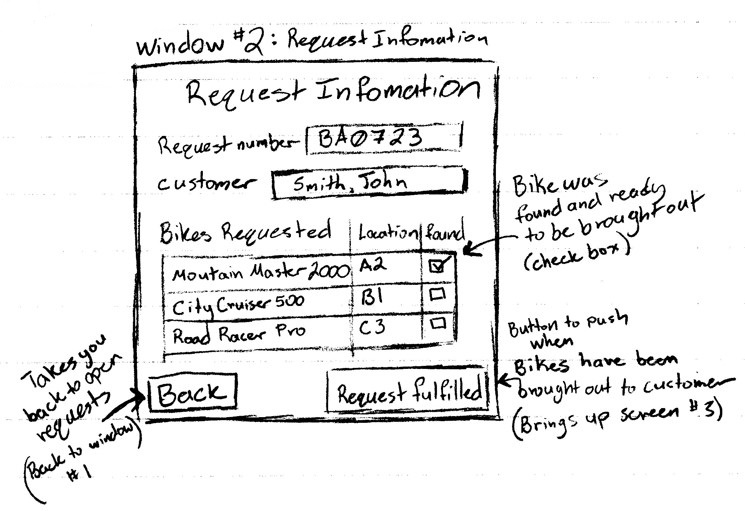 Window #2: Request Infomation
Request Infomation
Request number BA0723
Customer Smith, John
Bikes Requested Location found
Moutain Master 2000 A2
City Cruiser 500 B1
Road Racer Pro C3
Back Request fulfilled
Bike was
found and ready
to be brought out
(check box)
Button to push
when
Bikes have been
brought out to customer
(Brings up screen #3)
Takes you
back to open
requests
(Back to window)
#1